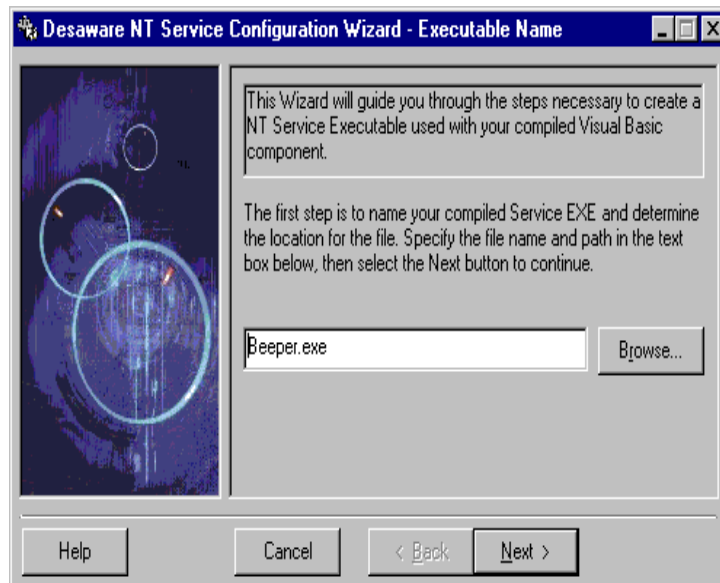 Desaware NT Service Configuration Wizard - Executable Name
This Wizard will guide you through the steps necessary to create a
NT Service Executable used with your compiled Visual Basic
component.
The first step is to name your compiled Service EXE and determine
the location for the file. Specify the file name and path in the text
box below, then select the Next button to continue.
Beeper.exe
Browse...
Help
Cancel
< Back
Next >